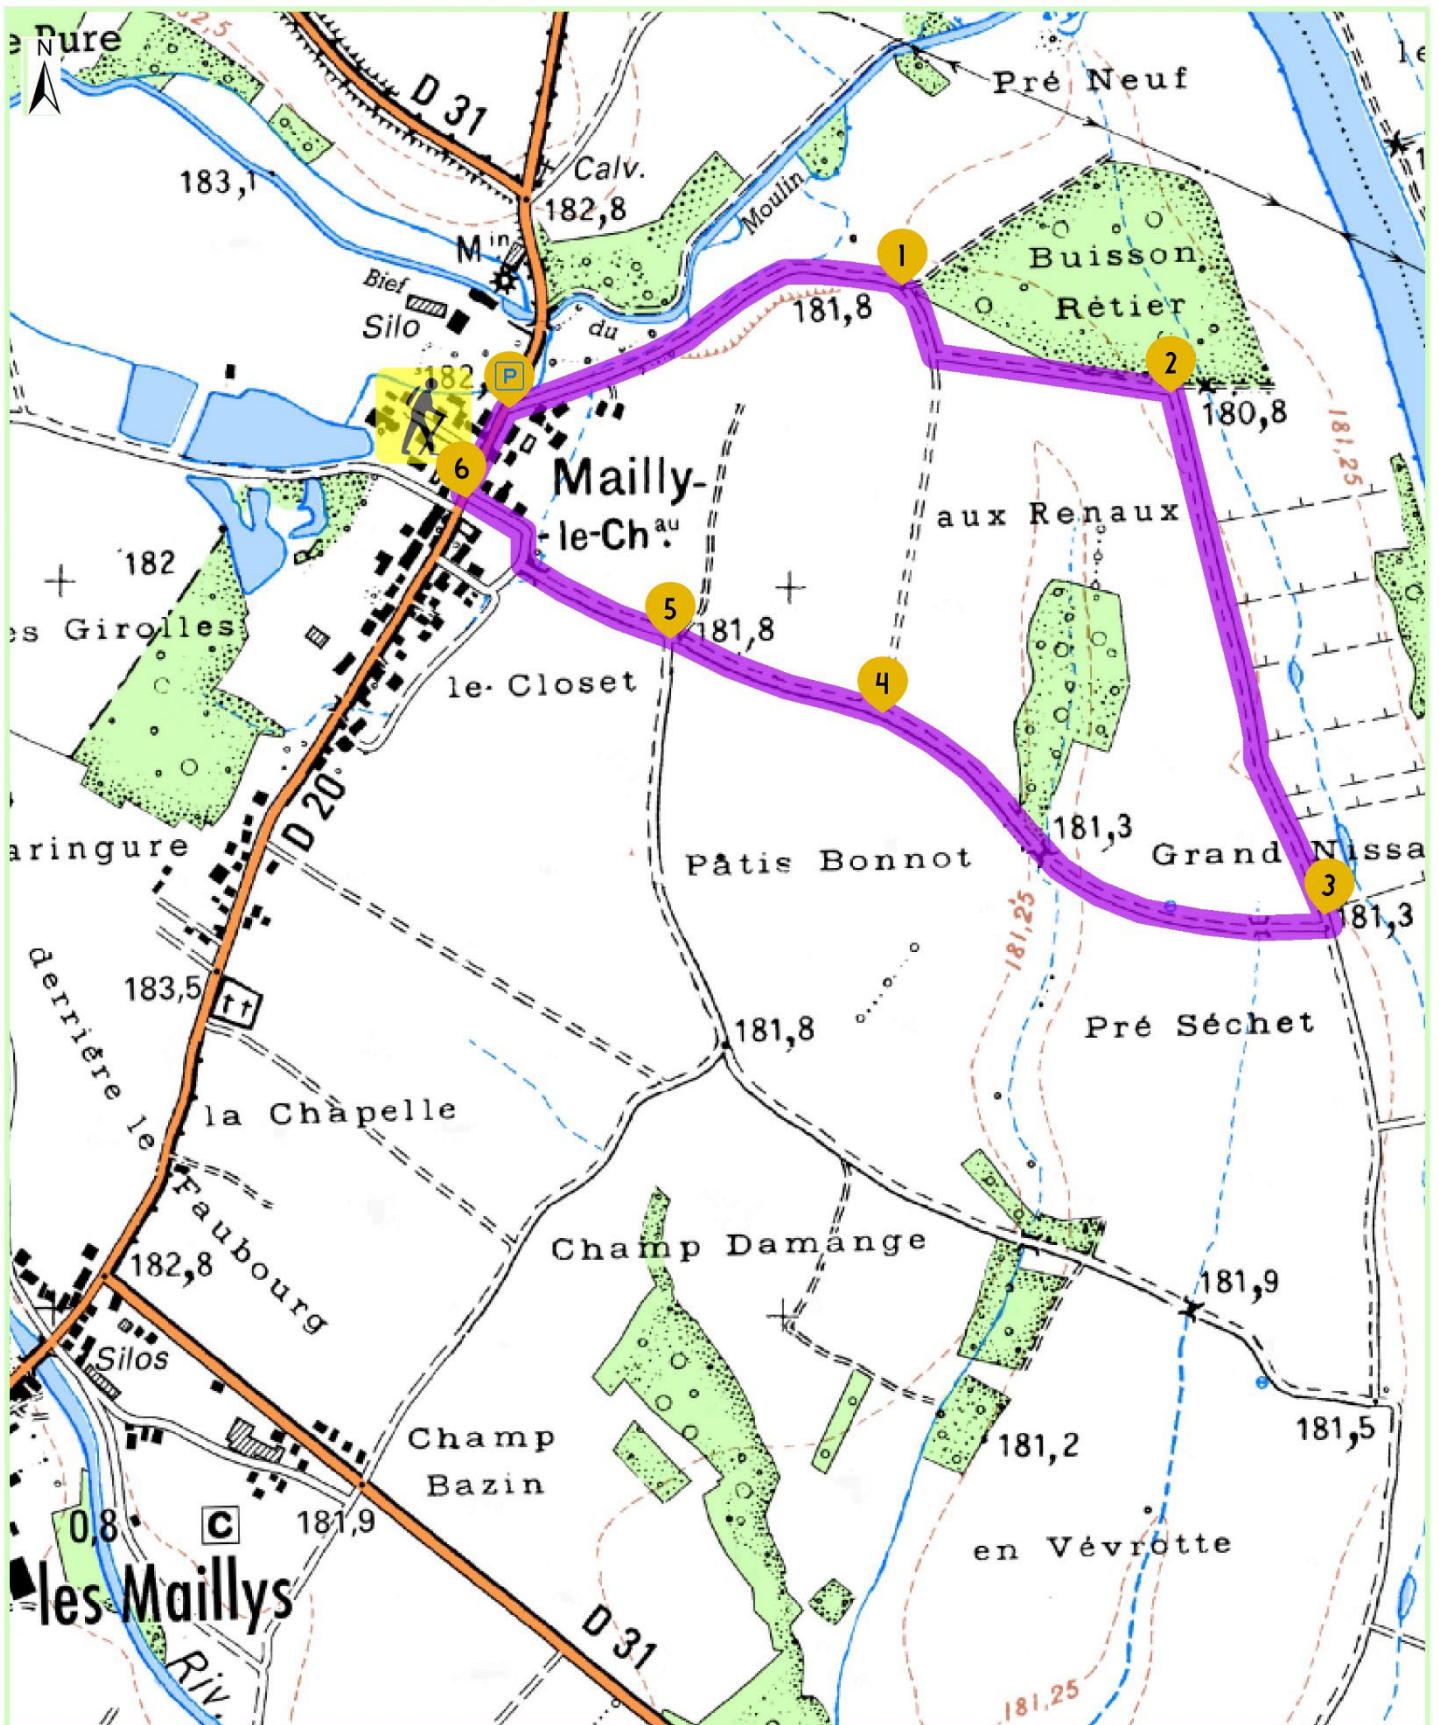 e Pure
N
62,5
D 31
Pré Neuf
le
183,1
Calv.
182,8
Moulin
Min
Bief
Silo
du
1
181,8
Buisson
Rétier
182,
P
2
180,8
181,25
6
Mailly-
-le-Chau.
aux Renaux
182
5
181,8
es Girolles
le Closet
4
D 20
181,3
aringure
Pâtis Bonnot
Grand Nissa
3
181,3
181,25
183,5
derrière le
Faubourg
181,8
Pré Séchet
la Chapelle
Champ Damange
182,8
181,9
Silos
181,5
Champ
Bazin
181,2
0,8
C
181,9
en Vévrotte
les Maillys
D 31
Riv
181,25